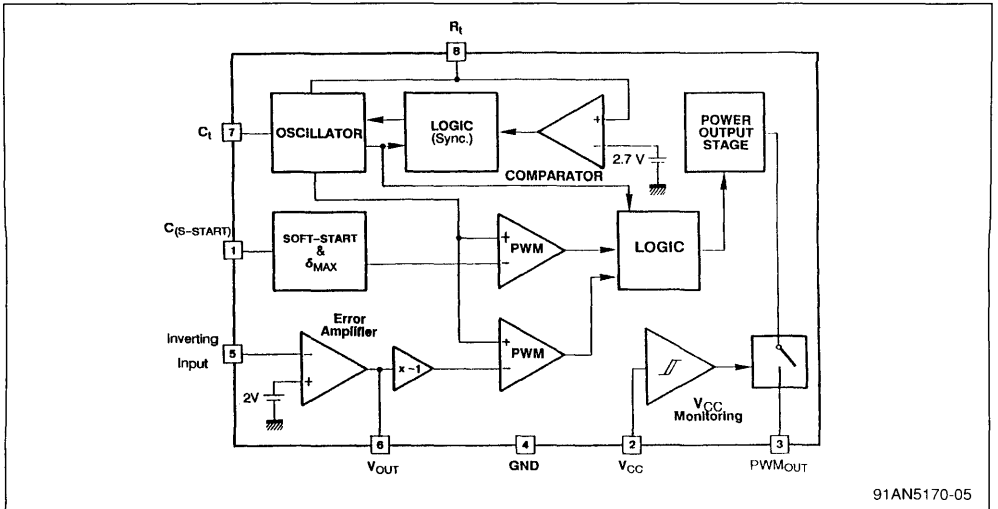 Rt
8
Ct
7
OSCILLATOR
LOGIC
(Sync.)
+
−
2.7 V
COMPARATOR
POWER
OUTPUT
STAGE
C(S-START)
1
SOFT-START
&
δMAX
+
−
PWM
LOGIC
Error
Amplifier
Inverting
Input
5
−
+
2V
x -1
+
−
PWM
VCC
Monitoring
6
4
2
3
VOUT
GND
VCC
PWMOUT
91AN5170-05